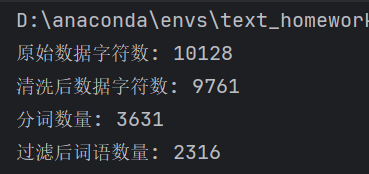 D:\anaconda\envs\text_homework
原始数据字符数: 10128
清洗后数据字符数: 9761
分词数量: 3631
过滤后词语数量: 2316